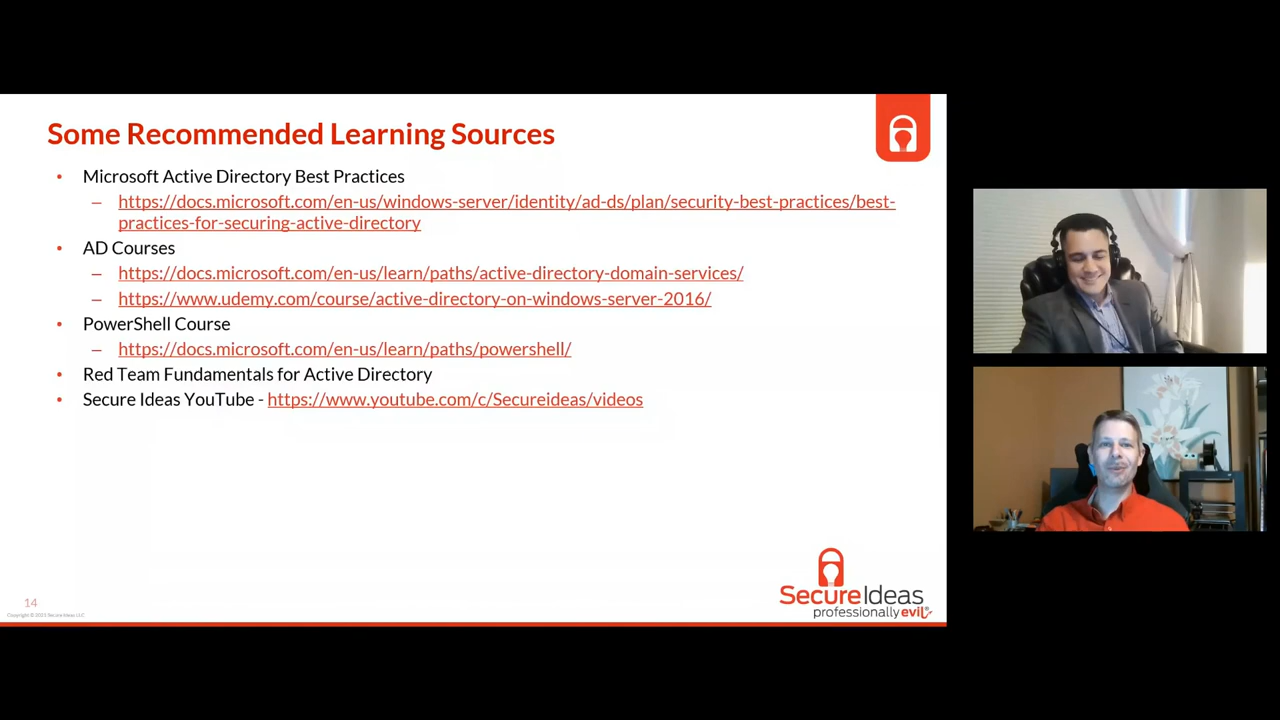 Some Recommended Learning Sources
• Microsoft Active Directory Best Practices
– https://docs.microsoft.com/en-us/windows-server/identity/ad-ds/plan/security-best-practices/best-
practices-for-securing-active-directory
• AD Courses
– https://docs.microsoft.com/en-us/learn/paths/active-directory-domain-services/
– https://www.udemy.com/course/active-directory-on-windows-server-2016/
• PowerShell Course
– https://docs.microsoft.com/en-us/learn/paths/powershell/
• Red Team Fundamentals for Active Directory
• Secure Ideas YouTube - https://www.youtube.com/c/Secureideas/videos
SecureIdeas
professionally evil®
14
Copyright © 2021 Secure Ideas LLC